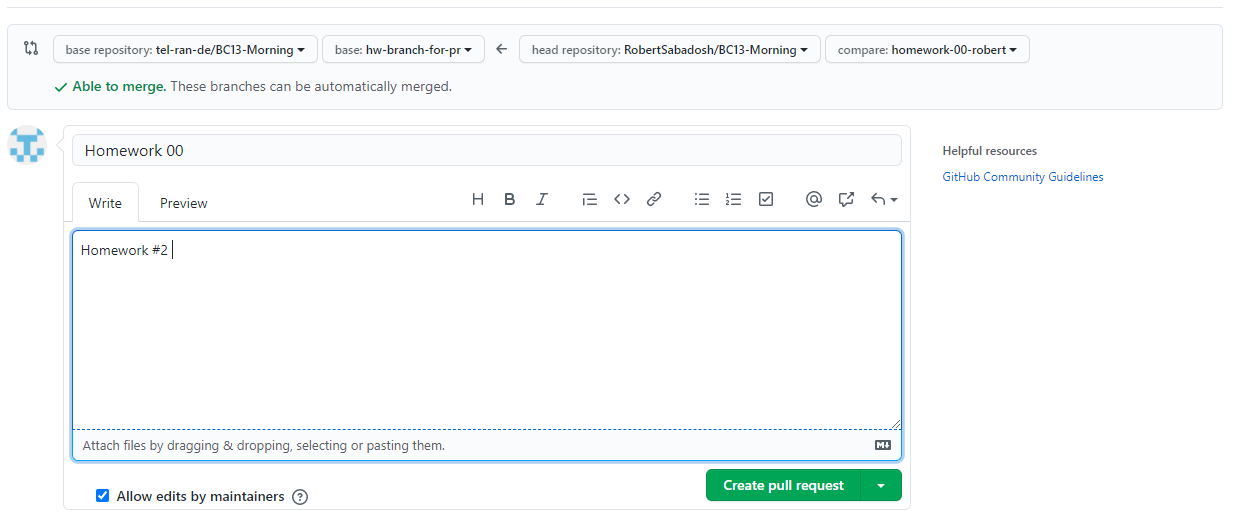 base repository: tel-ran-de/BC13-Morning base: hw-branch-for-pr head repository: RobertSabadosh/BC13-Morning compare: homework-00-robert
Able to merge. These branches can be automatically merged.
Homework 00
Helpful resources
GitHub Community Guidelines
Write Preview H B I @
Homework #2
Attach files by dragging & dropping, selecting or pasting them.
Create pull request
Allow edits by maintainers ?